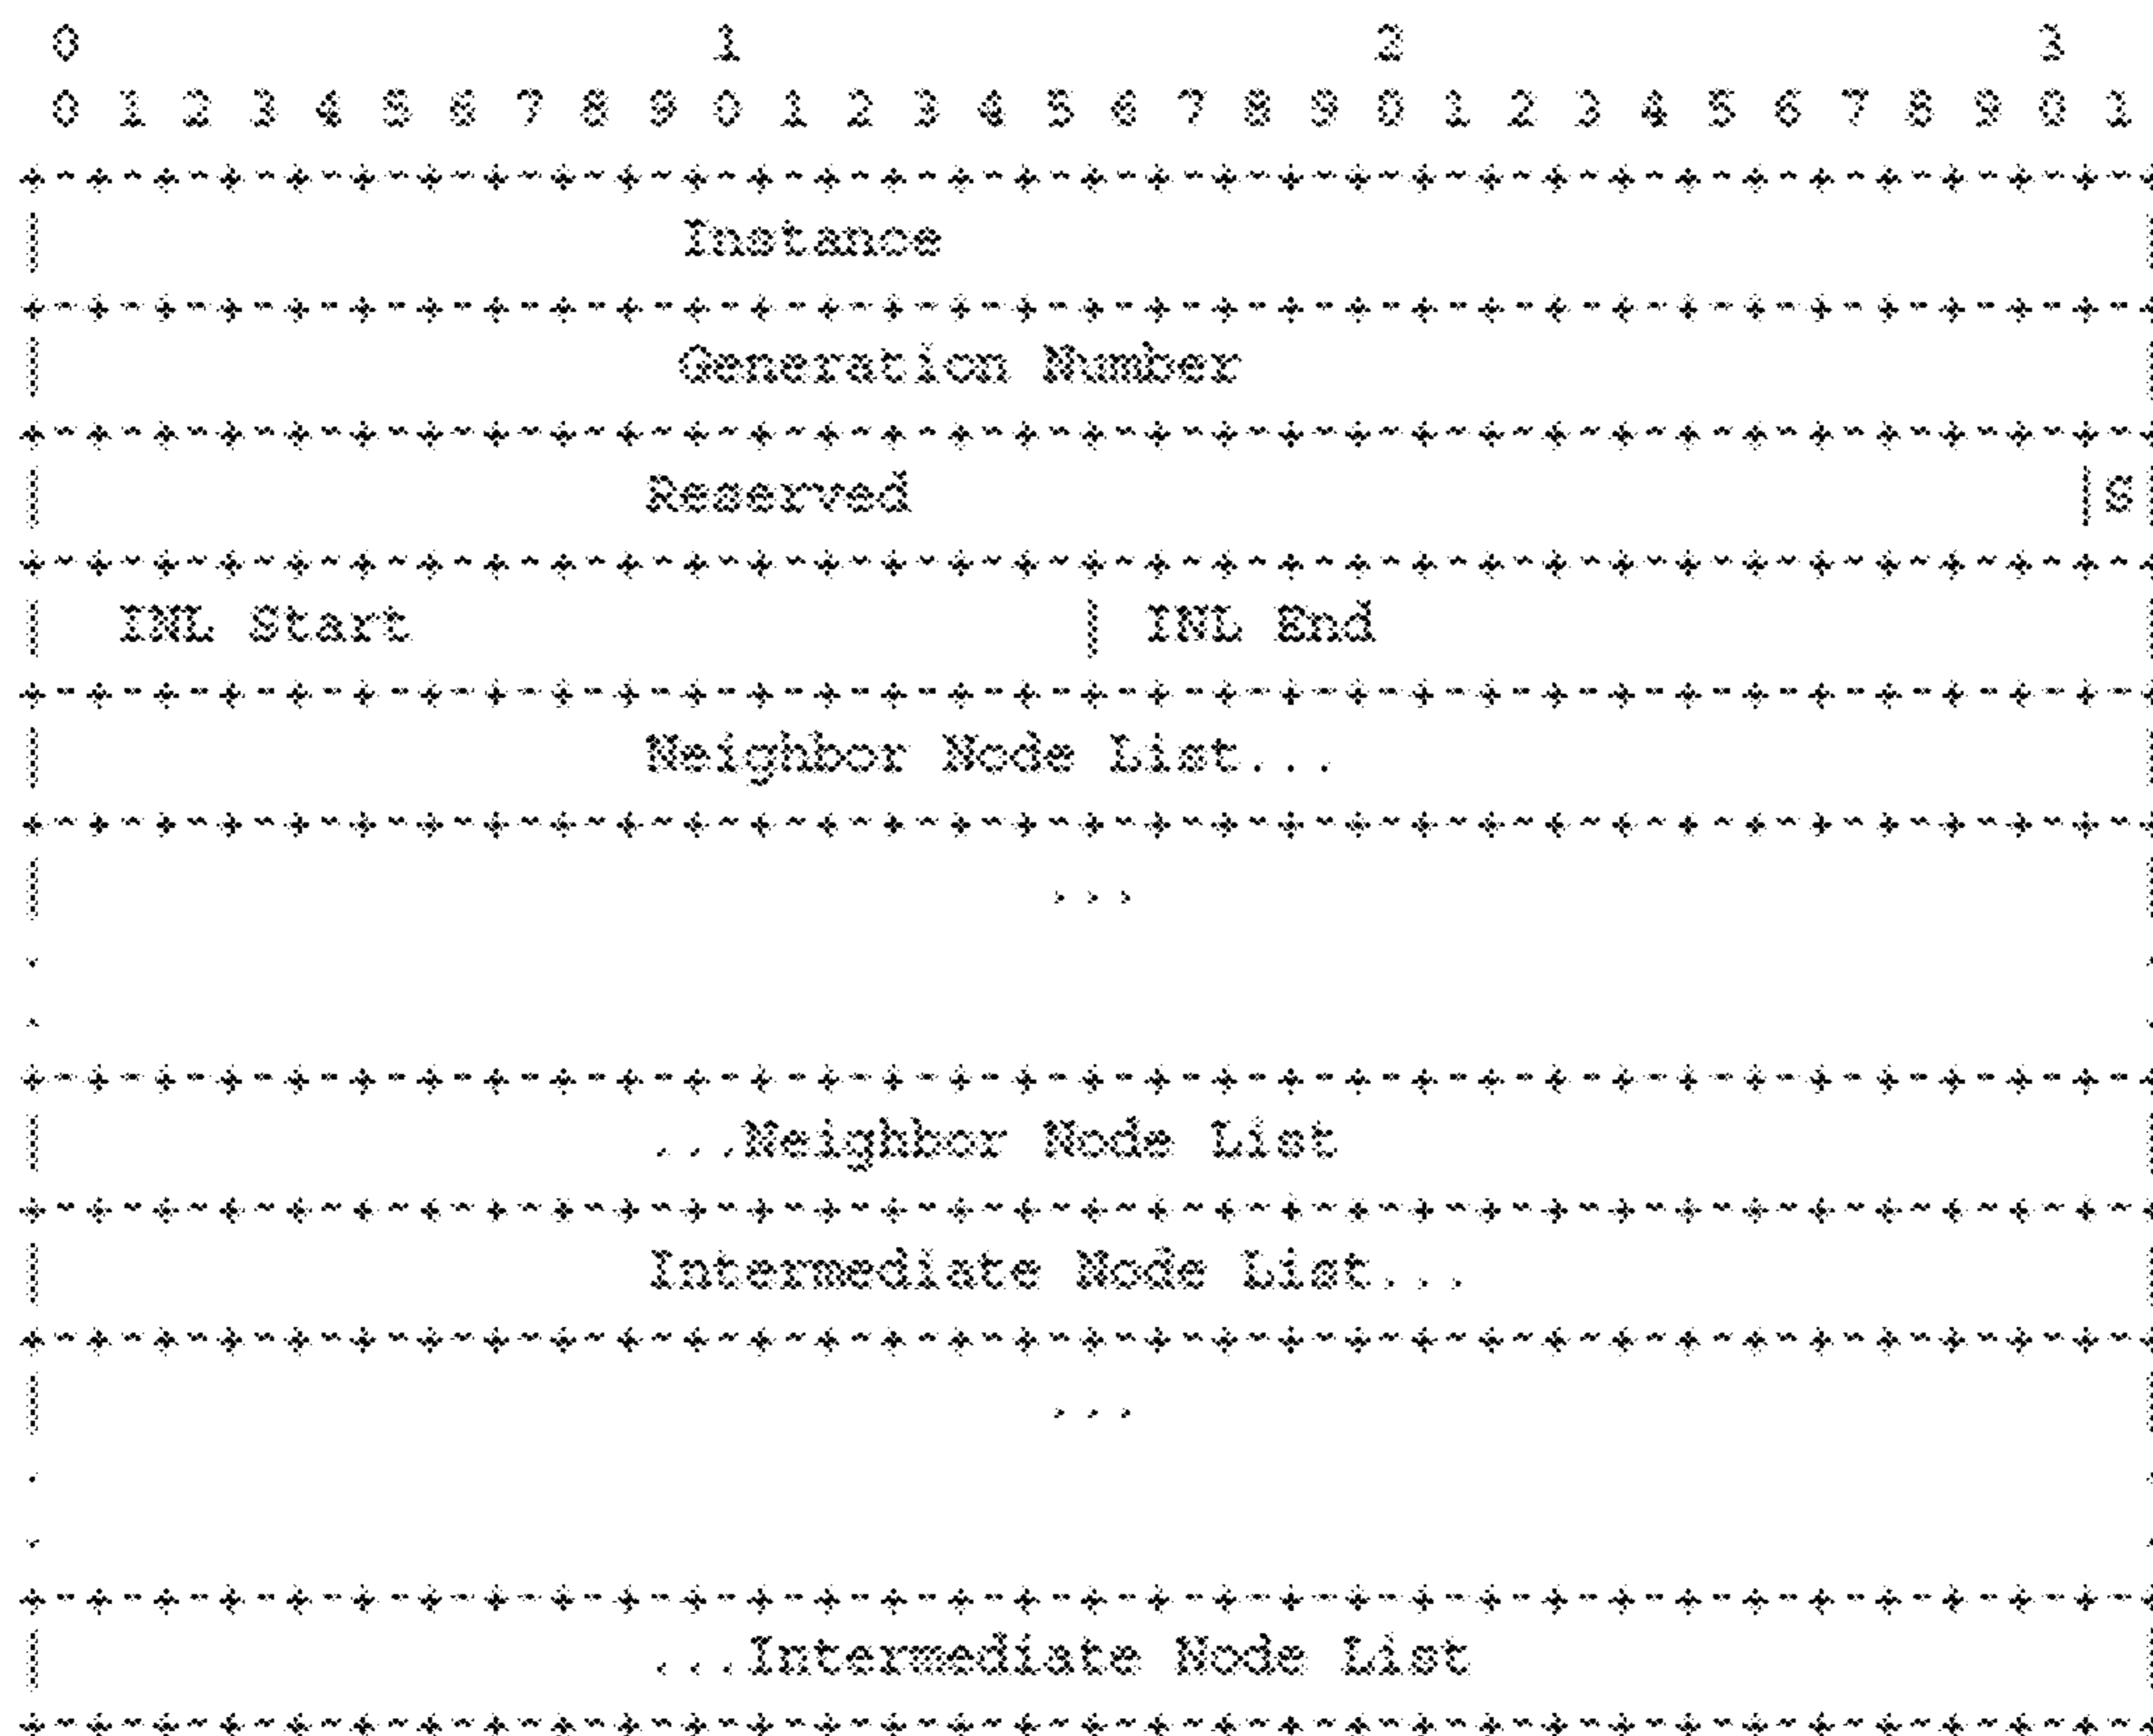 0 1 2 3
0 1 2 3 4 5 6 7 8 9 0 1 2 3 4 5 6 7 8 9 0 1 2 3 4 5 6 7 8 9 0 1
+-+-+-+-+-+-+-+-+-+-+-+-+-+-+-+-+-+-+-+-+-+-+-+-+-+-+-+-+-+-+-+-+
| Instance |
+-+-+-+-+-+-+-+-+-+-+-+-+-+-+-+-+-+-+-+-+-+-+-+-+-+-+-+-+-+-+-+-+
| Generation Number |
+-+-+-+-+-+-+-+-+-+-+-+-+-+-+-+-+-+-+-+-+-+-+-+-+-+-+-+-+-+-+-+-+
| Reserved |S|
+-+-+-+-+-+-+-+-+-+-+-+-+-+-+-+-+-+-+-+-+-+-+-+-+-+-+-+-+-+-+-+-+
| INL Start | INL End |
+-+-+-+-+-+-+-+-+-+-+-+-+-+-+-+-+-+-+-+-+-+-+-+-+-+-+-+-+-+-+-+-+
| Neighbor Node List... |
+-+-+-+-+-+-+-+-+-+-+-+-+-+-+-+-+-+-+-+-+-+-+-+-+-+-+-+-+-+-+-+-+
| ... |
. .
. .
+-+-+-+-+-+-+-+-+-+-+-+-+-+-+-+-+-+-+-+-+-+-+-+-+-+-+-+-+-+-+-+-+
| ...Neighbor Node List |
+-+-+-+-+-+-+-+-+-+-+-+-+-+-+-+-+-+-+-+-+-+-+-+-+-+-+-+-+-+-+-+-+
| Intermediate Node List... |
+-+-+-+-+-+-+-+-+-+-+-+-+-+-+-+-+-+-+-+-+-+-+-+-+-+-+-+-+-+-+-+-+
| ... |
. .
. .
+-+-+-+-+-+-+-+-+-+-+-+-+-+-+-+-+-+-+-+-+-+-+-+-+-+-+-+-+-+-+-+-+
| ...Intermediate Node List |
+-+-+-+-+-+-+-+-+-+-+-+-+-+-+-+-+-+-+-+-+-+-+-+-+-+-+-+-+-+-+-+-+